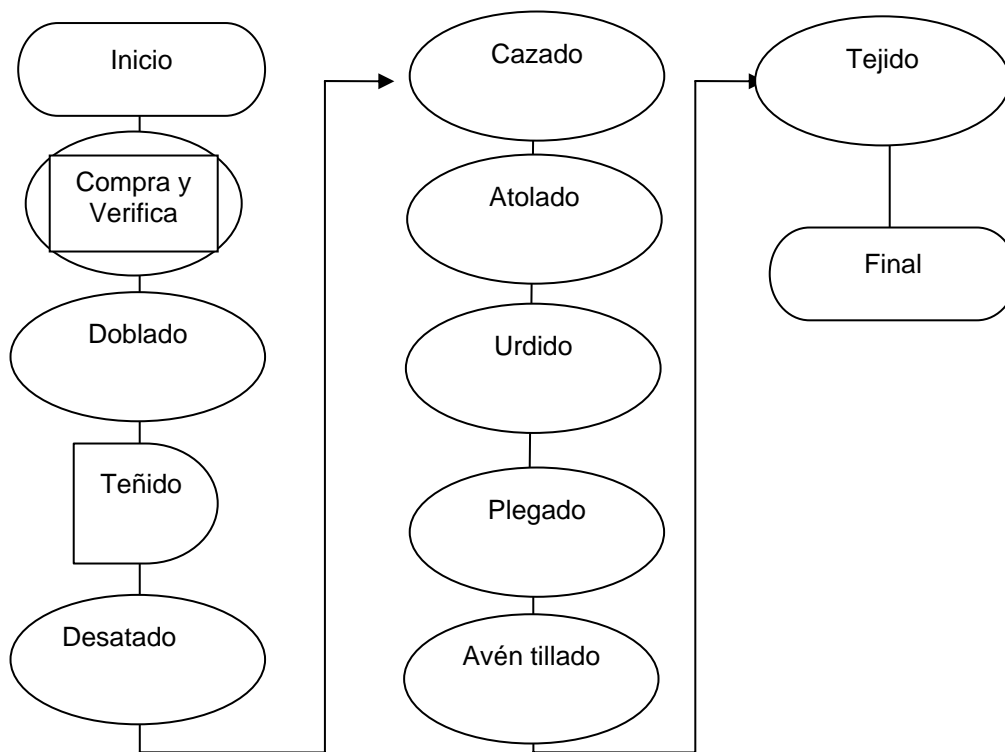 Inicio
Compra y
Verifica
Doblado
Teñido
Desatado
Cazado
Atolado
Urdido
Plegado
Avén tillado
Tejido
Final